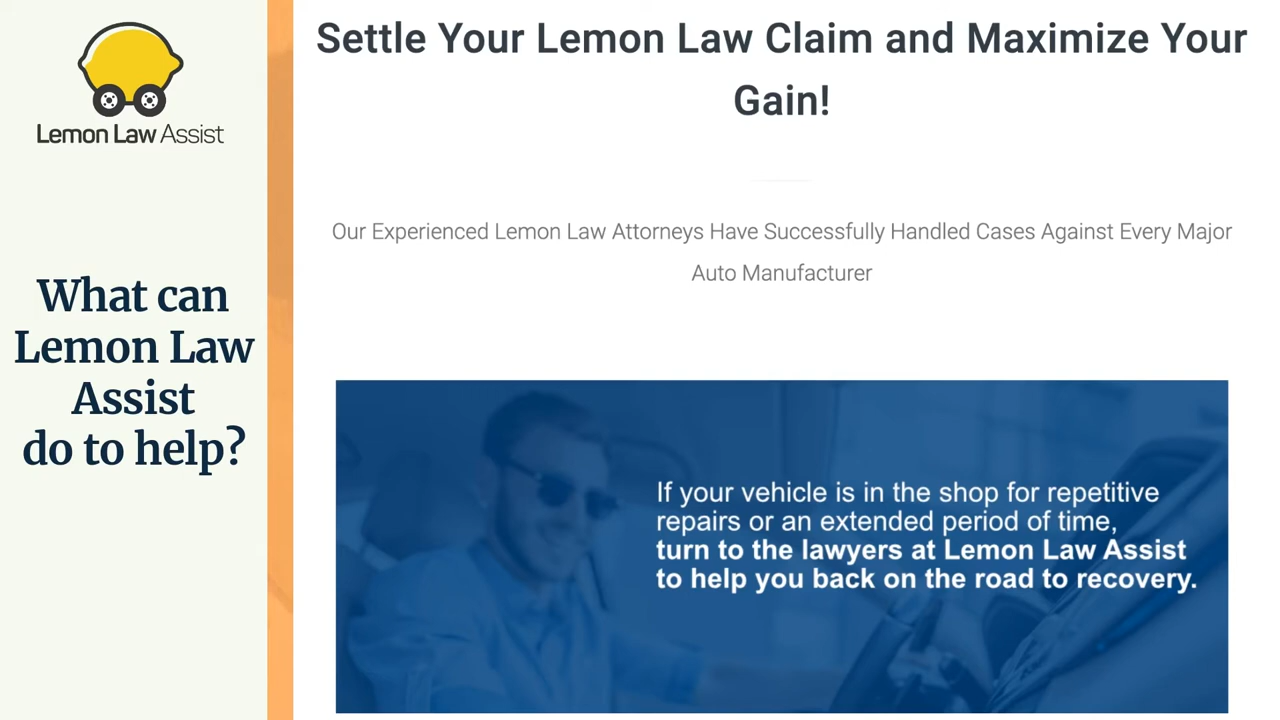 Lemon Law Assist
What can
Lemon Law
Assist
do to help?
Settle Your Lemon Law Claim and Maximize Your
Gain!
Our Experienced Lemon Law Attorneys Have Successfully Handled Cases Against Every Major
Auto Manufacturer
If your vehicle is in the shop for repetitive
repairs or an extended period of time,
turn to the lawyers at Lemon Law Assist
to help you back on the road to recovery.